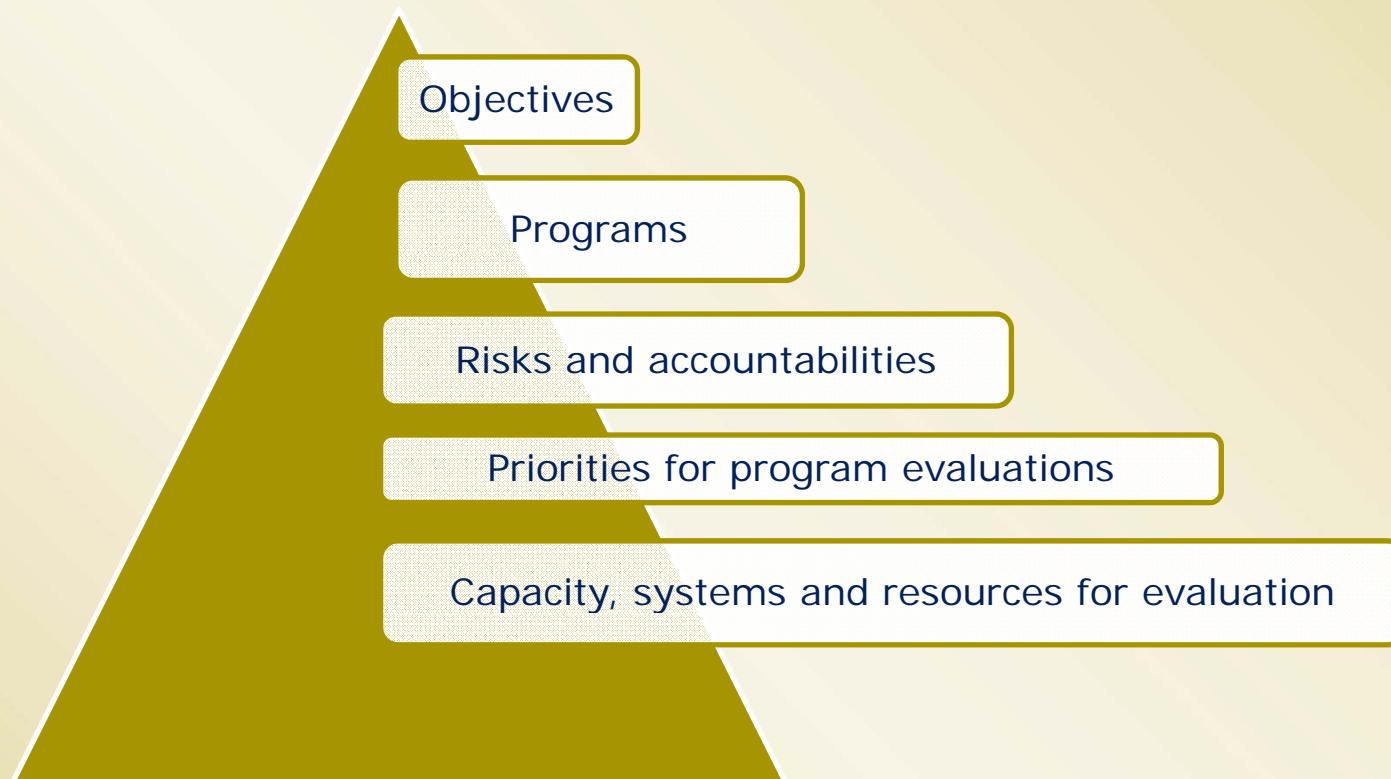 Objectives
Programs
Risks and accountabilities
Priorities for program evaluations
Capacity, systems and resources for evaluation